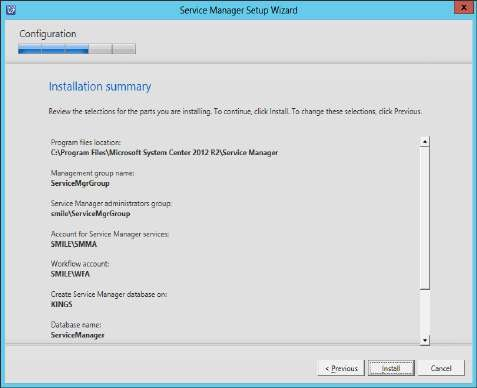 Service Manager Setup Wizard
Configuration
Installation summary
Review the selections for the parts you are installing. To continue, click Install. To change these selections, click Previous.
Program files location:
C:\Program Files\Microsoft System Center 2012 R2\Service Manager
Management group name:
ServiceMgrGroup
Service Manager administrators group:
smile\ServiceMgrGroup
Account for Service Manager services:
SMILE\SMMA
Workflow account:
SMILE\WFA
Create Service Manager database on:
KINGS
Database name:
ServiceManager
< Previous
Install
Cancel